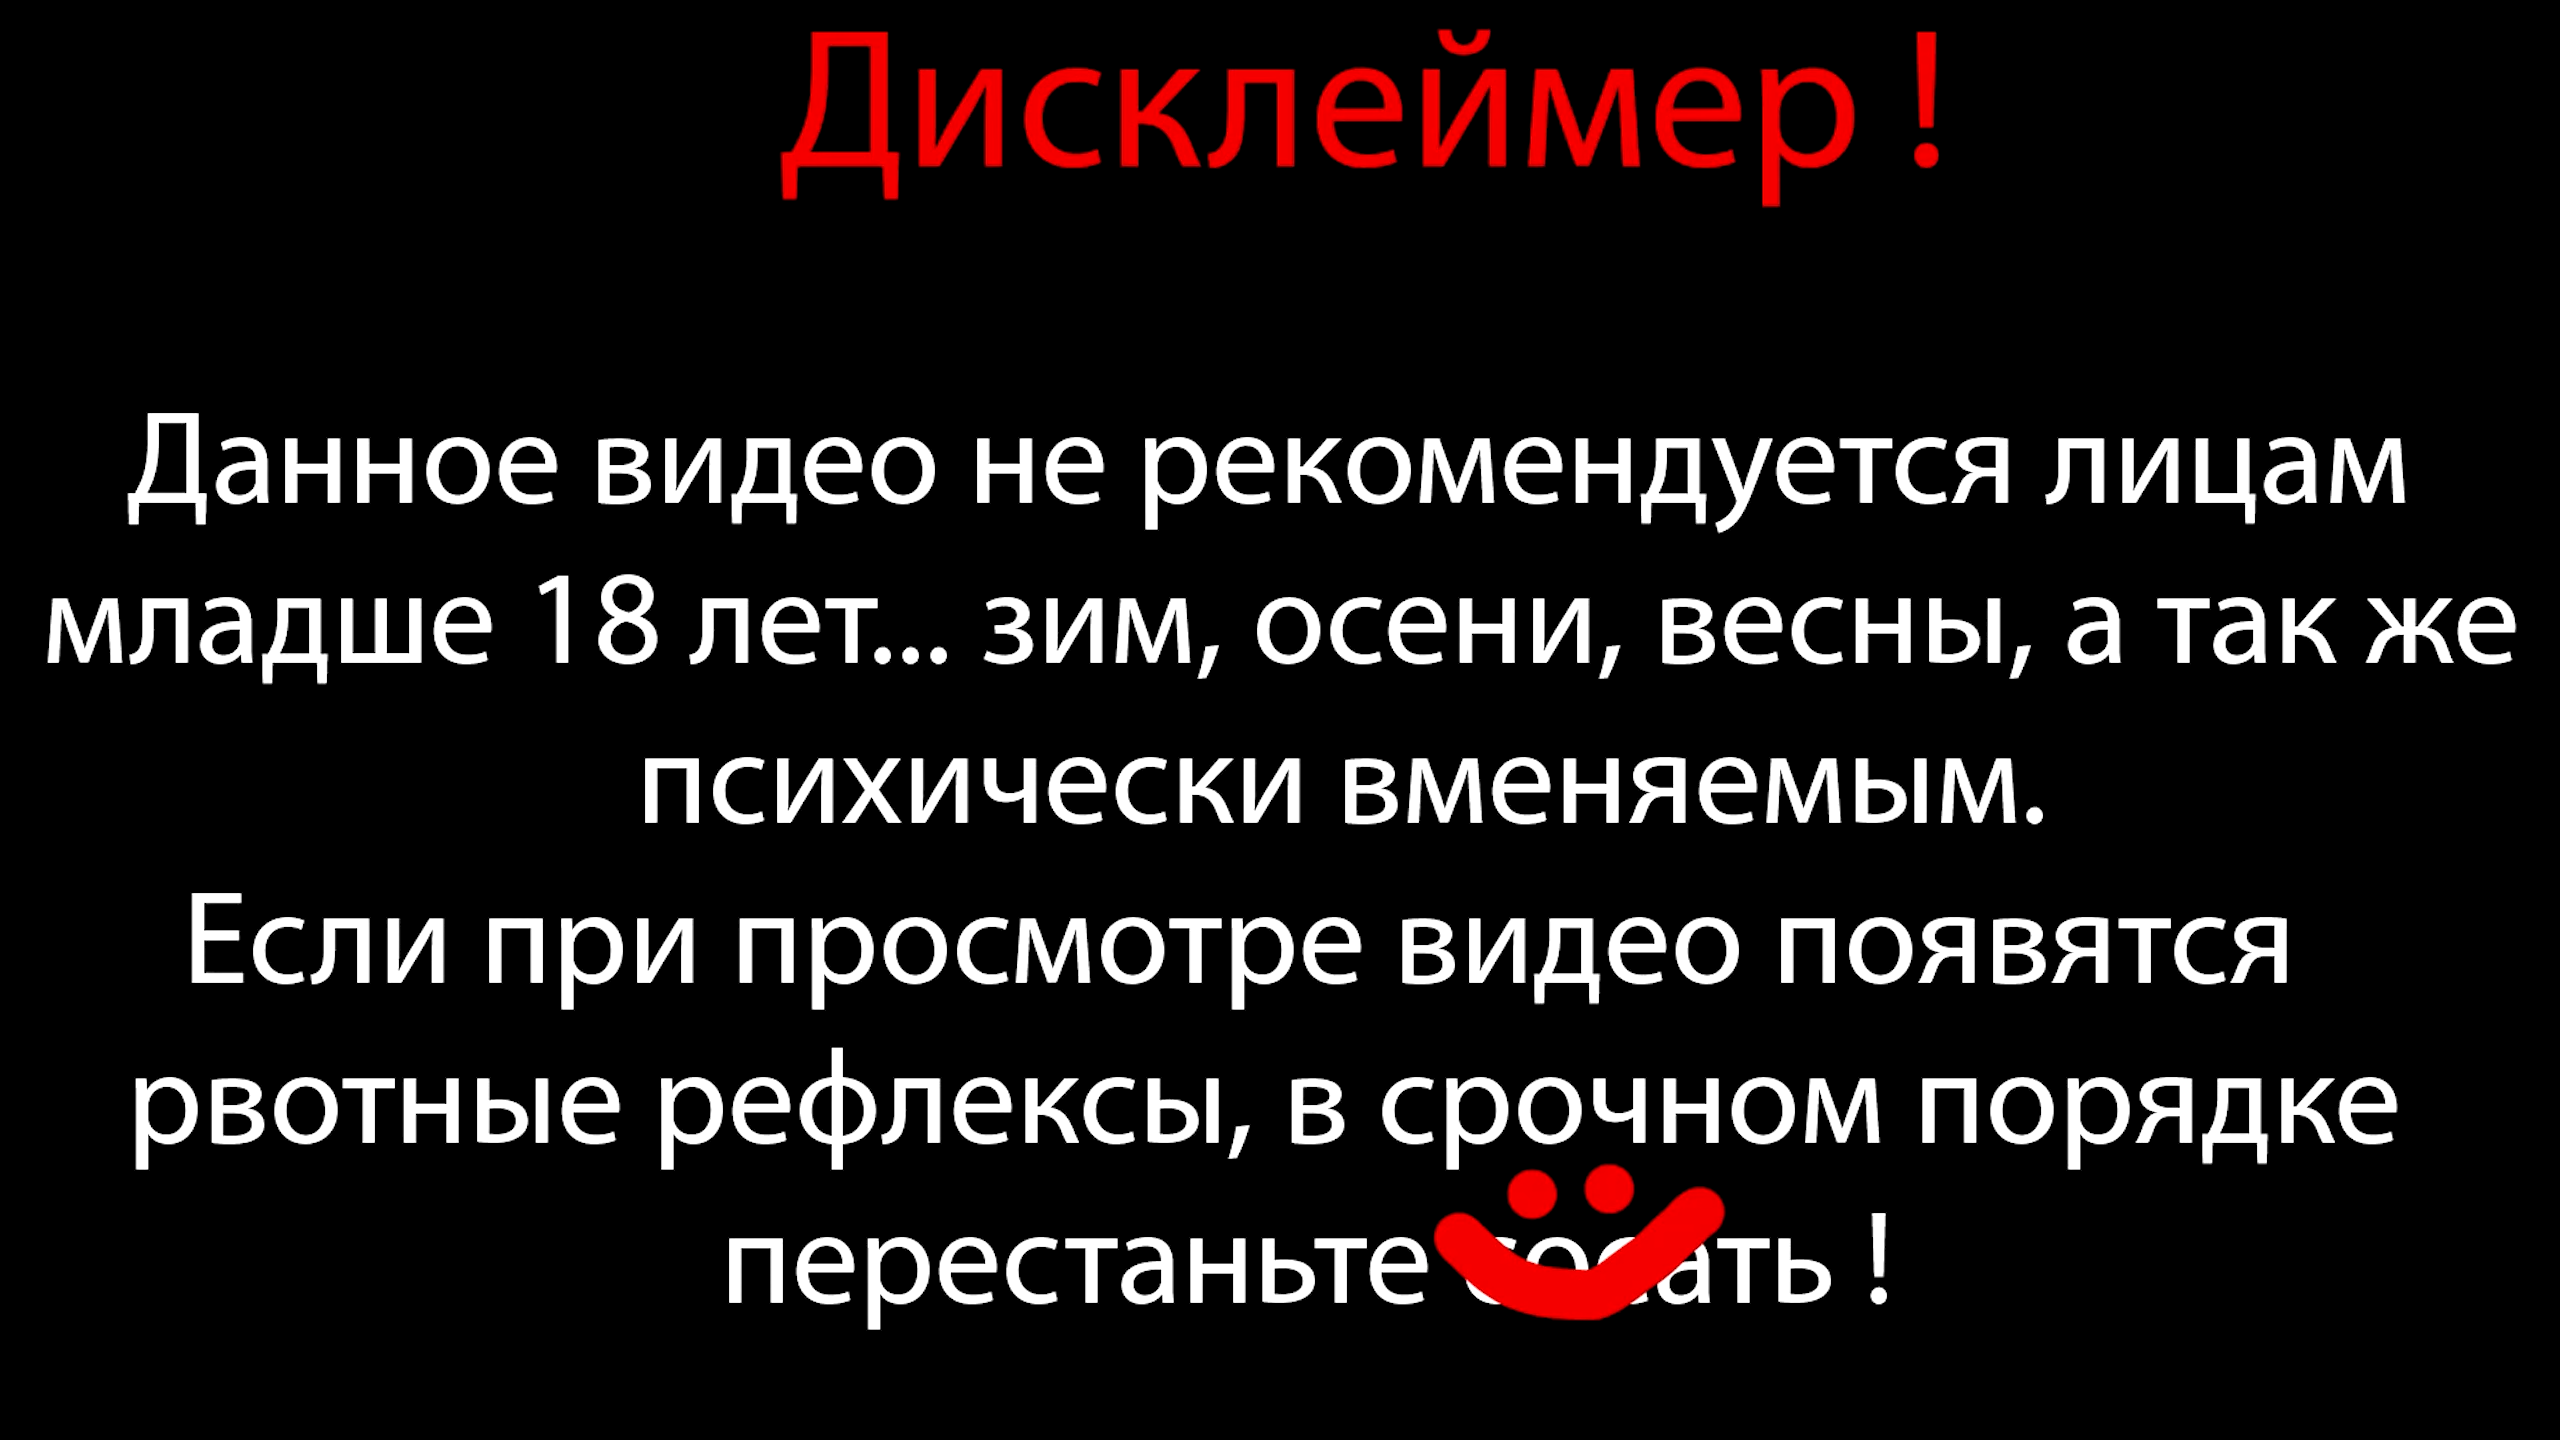 Дисклеймер !
Данное видео не рекомендуется лицам
младше 18 лет... зим, осени, весны, а так же
психически вменяемым.
Если при просмотре видео появятся
рвотные рефлексы, в срочном порядке
перестаньте сосать !